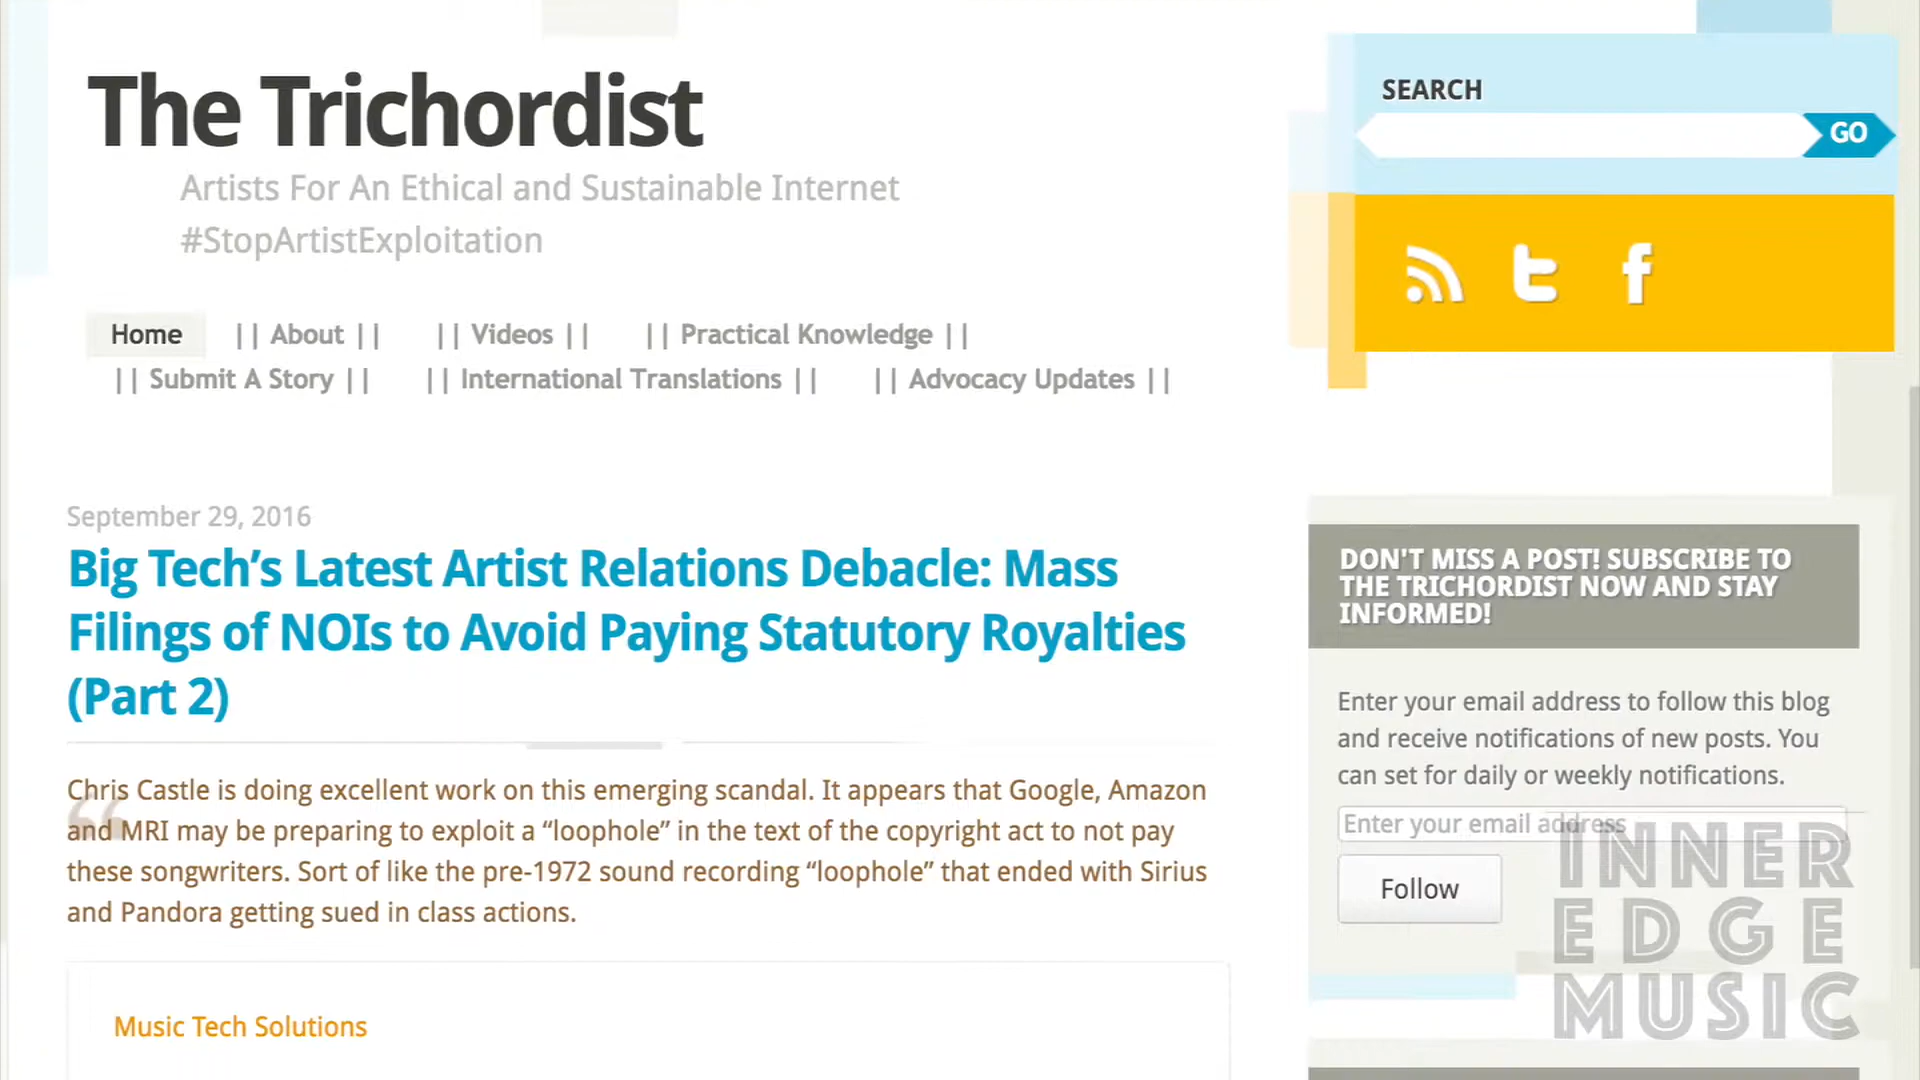 The Trichordist
Artists For An Ethical and Sustainable Internet
#StopArtistExploitation
Home || About || || Videos || || Practical Knowledge ||
|| Submit A Story || || International Translations || || Advocacy Updates ||
SEARCH
GO
September 29, 2016
Big Tech’s Latest Artist Relations Debacle: Mass
Filings of NOIs to Avoid Paying Statutory Royalties
(Part 2)
Chris Castle is doing excellent work on this emerging scandal. It appears that Google, Amazon
and MRI may be preparing to exploit a “loophole” in the text of the copyright act to not pay
these songwriters. Sort of like the pre-1972 sound recording “loophole” that ended with Sirius
and Pandora getting sued in class actions.
Music Tech Solutions
DON'T MISS A POST! SUBSCRIBE TO
THE TRICHORDIST NOW AND STAY
INFORMED!
Enter your email address to follow this blog
and receive notifications of new posts. You
can set for daily or weekly notifications.
Enter your email address
Follow
INNER
EDGE
MUSIC